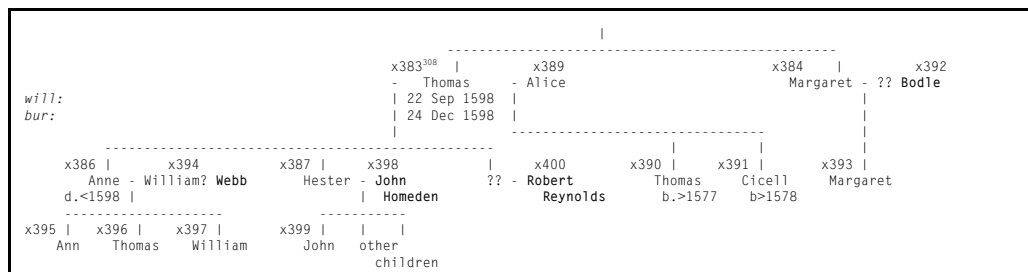 x383308 | x389 x384 | x392
- Thomas - Alice Margaret - ?? Bodle
will: | 22 Sep 1598 | |
bur: | 24 Dec 1598 | |
x386 | x394 x387 | x398 | x400 x390 | x391 | x393 |
Anne - William? Webb Hester - John ?? - Robert Thomas Cicell Margaret
d.<1598 | | Homeden Reynolds b.>1577 b>1578
x395 | x396 | x397 | x399 | | |
Ann Thomas William John other
children